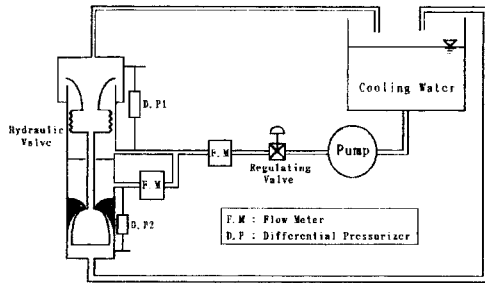 D.P1
Cooling Water
Hydraulic
Valve
F.M
Pump
Regulating
Valve
F.M
D.P2
F.M : Flow Meter
D.P : Differential Pressurizer